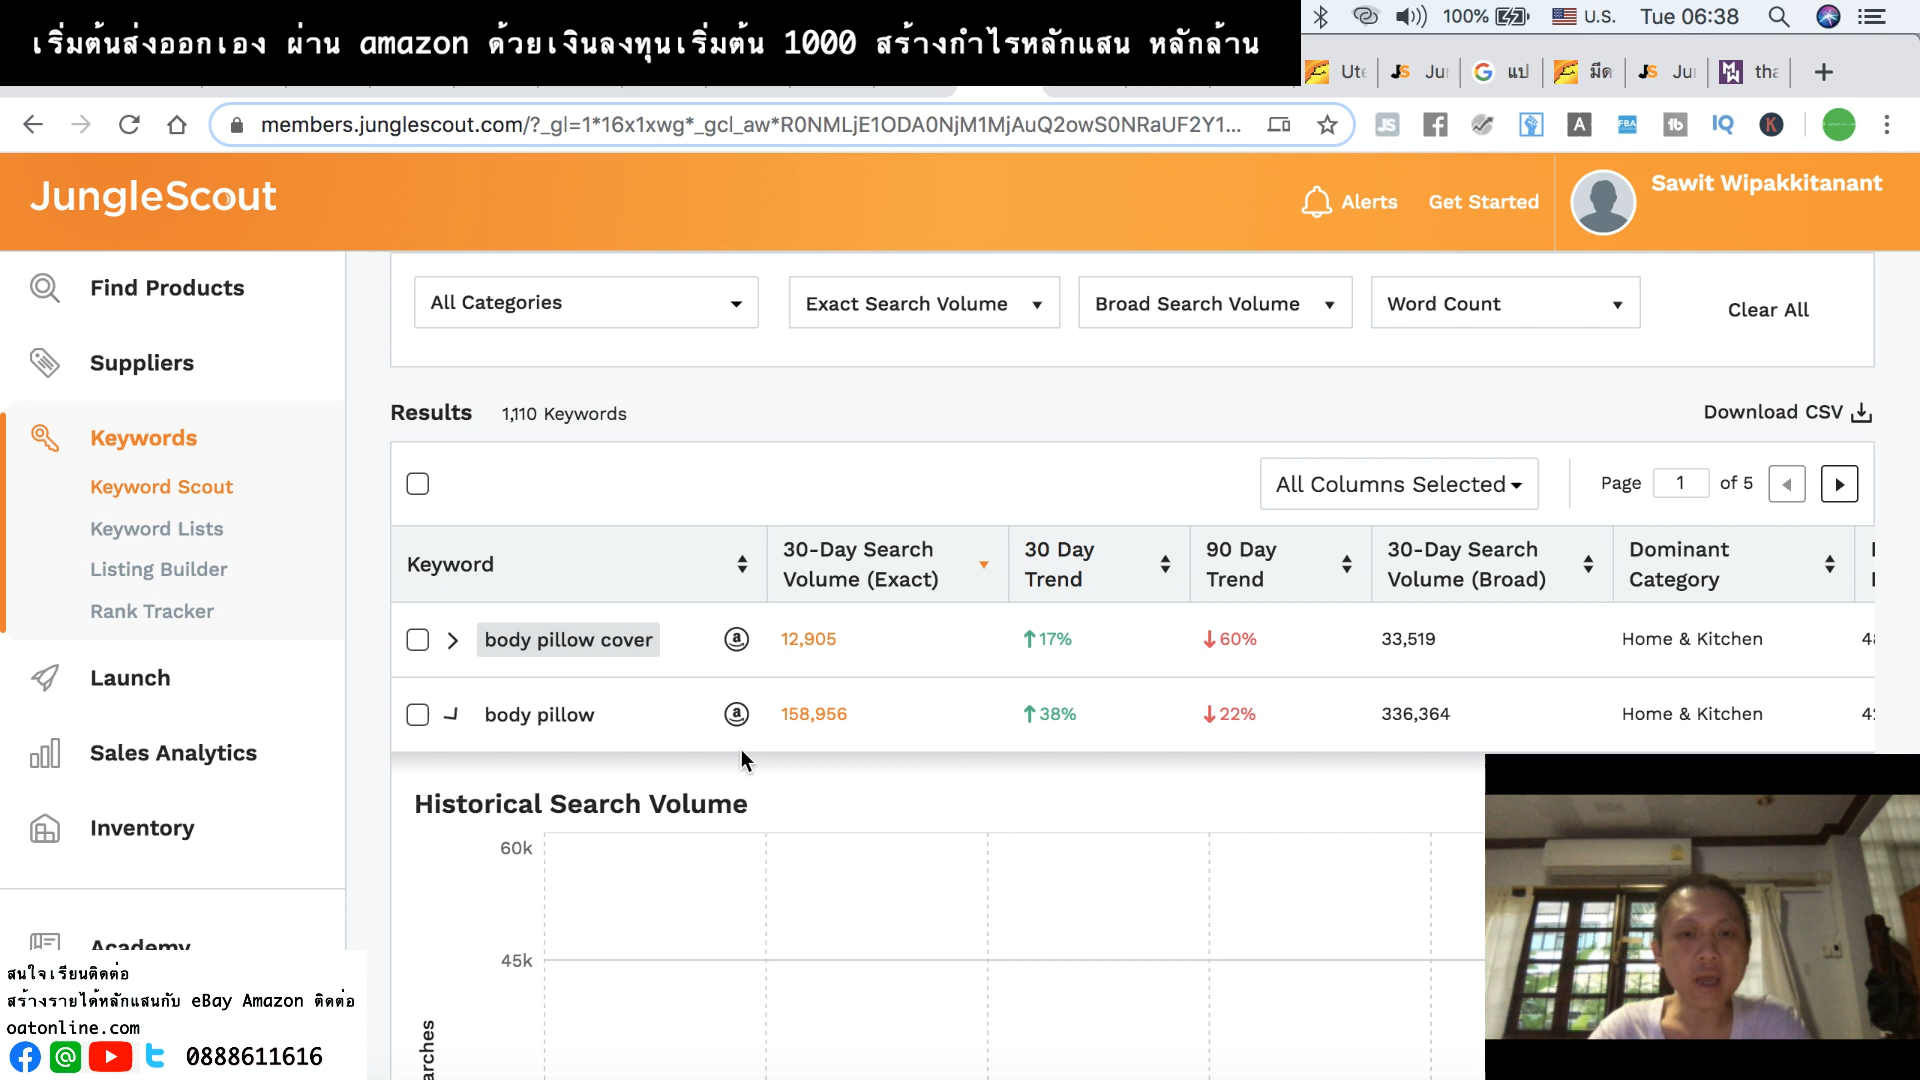 เริ่มต้นส่งออกเอง ผ่าน amazon ด้วยเงินลงทุนเริ่มต้น 1000 สร้างกำไรหลักแสน หลักล้าน
100% U.S. Tue 06:38
แป มีด
members.junglescout.com/?_gl=1*16x1xwg*_gcl_aw*R0NMLjE1ODA0NjM1MjAuQ2owS0NRaUF2Y1...
JungleScout
Alerts
Get Started
Sawit Wipakkitanant
Find Products
Suppliers
Keywords
Keyword Scout
Keyword Lists
Listing Builder
Rank Tracker
Launch
Sales Analytics
Inventory
Academy
All Categories
Exact Search Volume
Broad Search Volume
Word Count
Clear All
Results 1,110 Keywords
Download CSV
All Columns Selected
Page 1 of 5
Keyword
30-Day Search
Volume (Exact)
30 Day
Trend
90 Day
Trend
30-Day Search
Volume (Broad)
Dominant
Category
body pillow cover 12,905 17% 60% 33,519 Home & Kitchen
body pillow 158,956 38% 22% 336,364 Home & Kitchen
Historical Search Volume
60k
45k
สนใจเรียนติดต่อ
สร้างรายได้หลักแสนกับ eBay Amazon ติดต่อ
oatonline.com
0888611616